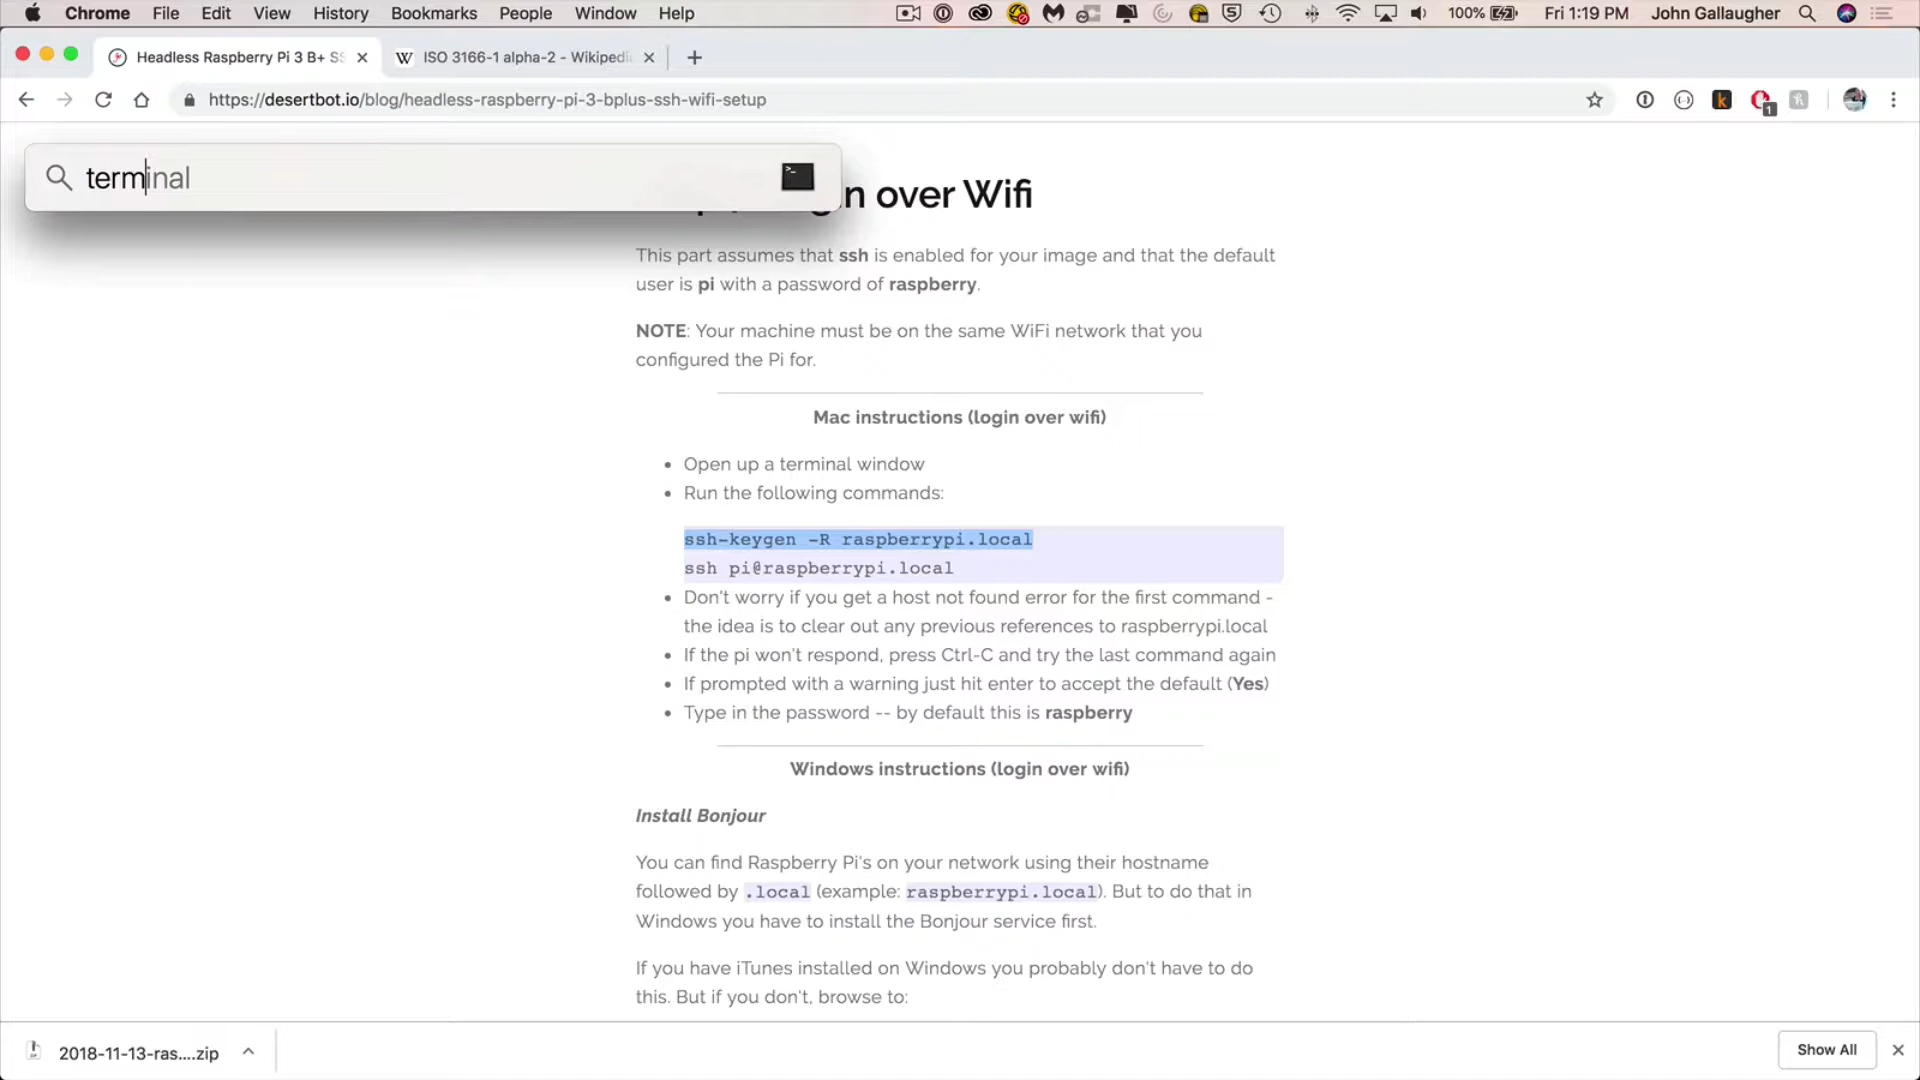 Chrome File Edit View History Bookmarks People Window Help 100% Fri 1:19 PM John Gallaugher
Headless Raspberry Pi 3 B+ SS ISO 3166-1 alpha-2 - Wikipedi
https://desertbot.io/blog/headless-raspberry-pi-3-bplus-ssh-wifi-setup
terminal
over Wifi
This part assumes that ssh is enabled for your image and that the default
user is pi with a password of raspberry.
NOTE: Your machine must be on the same WiFi network that you
configured the Pi for.
Mac instructions (login over wifi)
• Open up a terminal window
• Run the following commands:
ssh-keygen -R raspberrypi.local
ssh pi@raspberrypi.local
• Don't worry if you get a host not found error for the first command -
the idea is to clear out any previous references to raspberrypi.local
• If the pi won't respond, press Ctrl-C and try the last command again
• If prompted with a warning just hit enter to accept the default (Yes)
• Type in the password -- by default this is raspberry
Windows instructions (login over wifi)
Install Bonjour
You can find Raspberry Pi's on your network using their hostname
followed by .local (example: raspberrypi.local). But to do that in
Windows you have to install the Bonjour service first.
If you have iTunes installed on Windows you probably don't have to do
this. But if you don't, browse to:
2018-11-13-ras....zip Show All